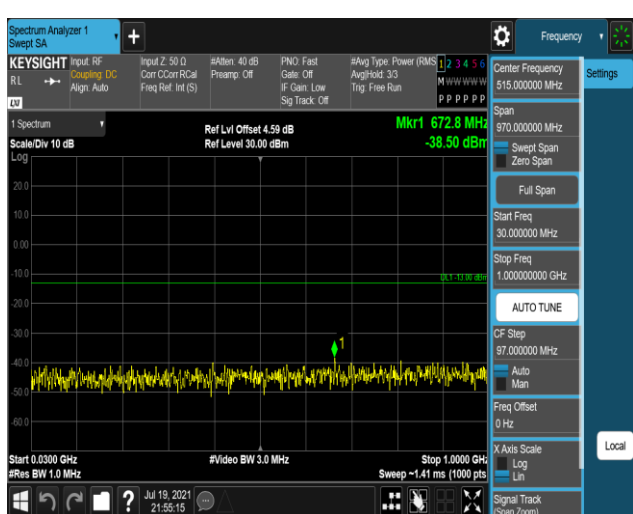 Spectrum Analyzer 1
Swept SA
Frequency
KEYSIGHT
RL
LXI
Input: RF
Coupling: DC
Align: Auto
Input Z: 50 Ω
Corr CCorr RCal
Freq Ref: Int (S)
#Atten: 40 dB
Preamp: Off
PNO: Fast
Gate: Off
IF Gain: Low
Sig Track: Off
#Avg Type: Power (RMS
Avg|Hold: 3/3
Trig: Free Run
1 2 3 4 5 6
M W W W W W
P P P P P P
1 Spectrum
Scale/Div 10 dB
Log
Ref Lvl Offset 4.59 dB
Ref Level 30.00 dBm
Mkr1 672.8 MHz
-38.50 dBm
20.0
10.0
0.00
-10.0
-20.0
-30.0
-40.0
-50.0
-60.0
DL1 -13.00 dBm
1
Start 0.0300 GHz
#Res BW 1.0 MHz
#Video BW 3.0 MHz
Stop 1.0000 GHz
Sweep ~1.41 ms (1000 pts
?
Jul 19, 2021
21:55:15
Center Frequency
515.000000 MHz
Span
970.000000 MHz
Swept Span
Zero Span
Full Span
Start Freq
30.000000 MHz
Stop Freq
1.000000000 GHz
AUTO TUNE
CF Step
97.000000 MHz
Auto
Man
Freq Offset
0 Hz
X Axis Scale
Log
Lin
Signal Track
(Span Zoom)
Settings
Local